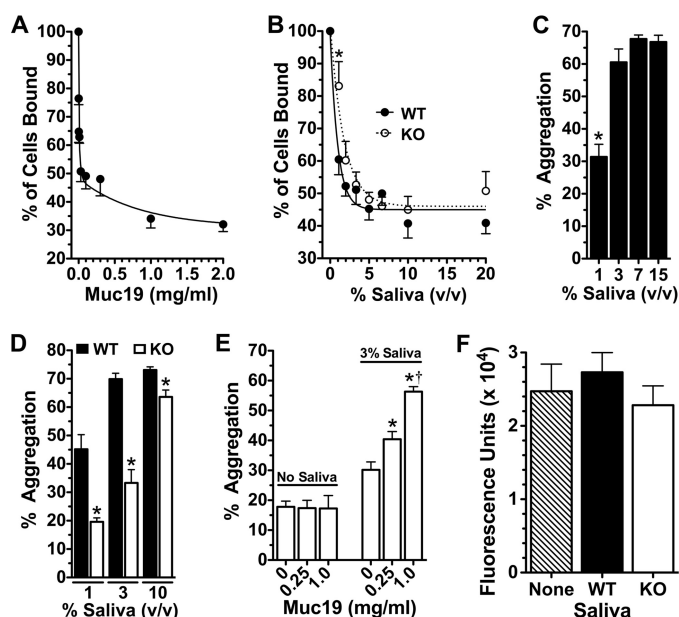 A
100
90
80
70
60
50
40
30
20
% of Cells Bound
0.0 0.5 1.0 1.5 2.0
Muc19 (mg/ml)
B
100
90
80
70
60
50
40
30
% of Cells Bound
*
WT
KO
0 5 10 15 20
% Saliva (v/v)
C
70
60
50
40
30
20
10
0
% Aggregation
*
1 3 7 15
% Saliva (v/v)
D
80
70
60
50
40
30
20
10
0
% Aggregation
WT KO
* * *
1 3 10
% Saliva (v/v)
E
70
60
50
40
30
20
10
0
% Aggregation
3% Saliva
*†
*
No Saliva
0 0.25 1.0 0 0.25 1.0
Muc19 (mg/ml)
F
3
2
1
0
Fluorescence Units (x 10⁴)
None WT KO
Saliva